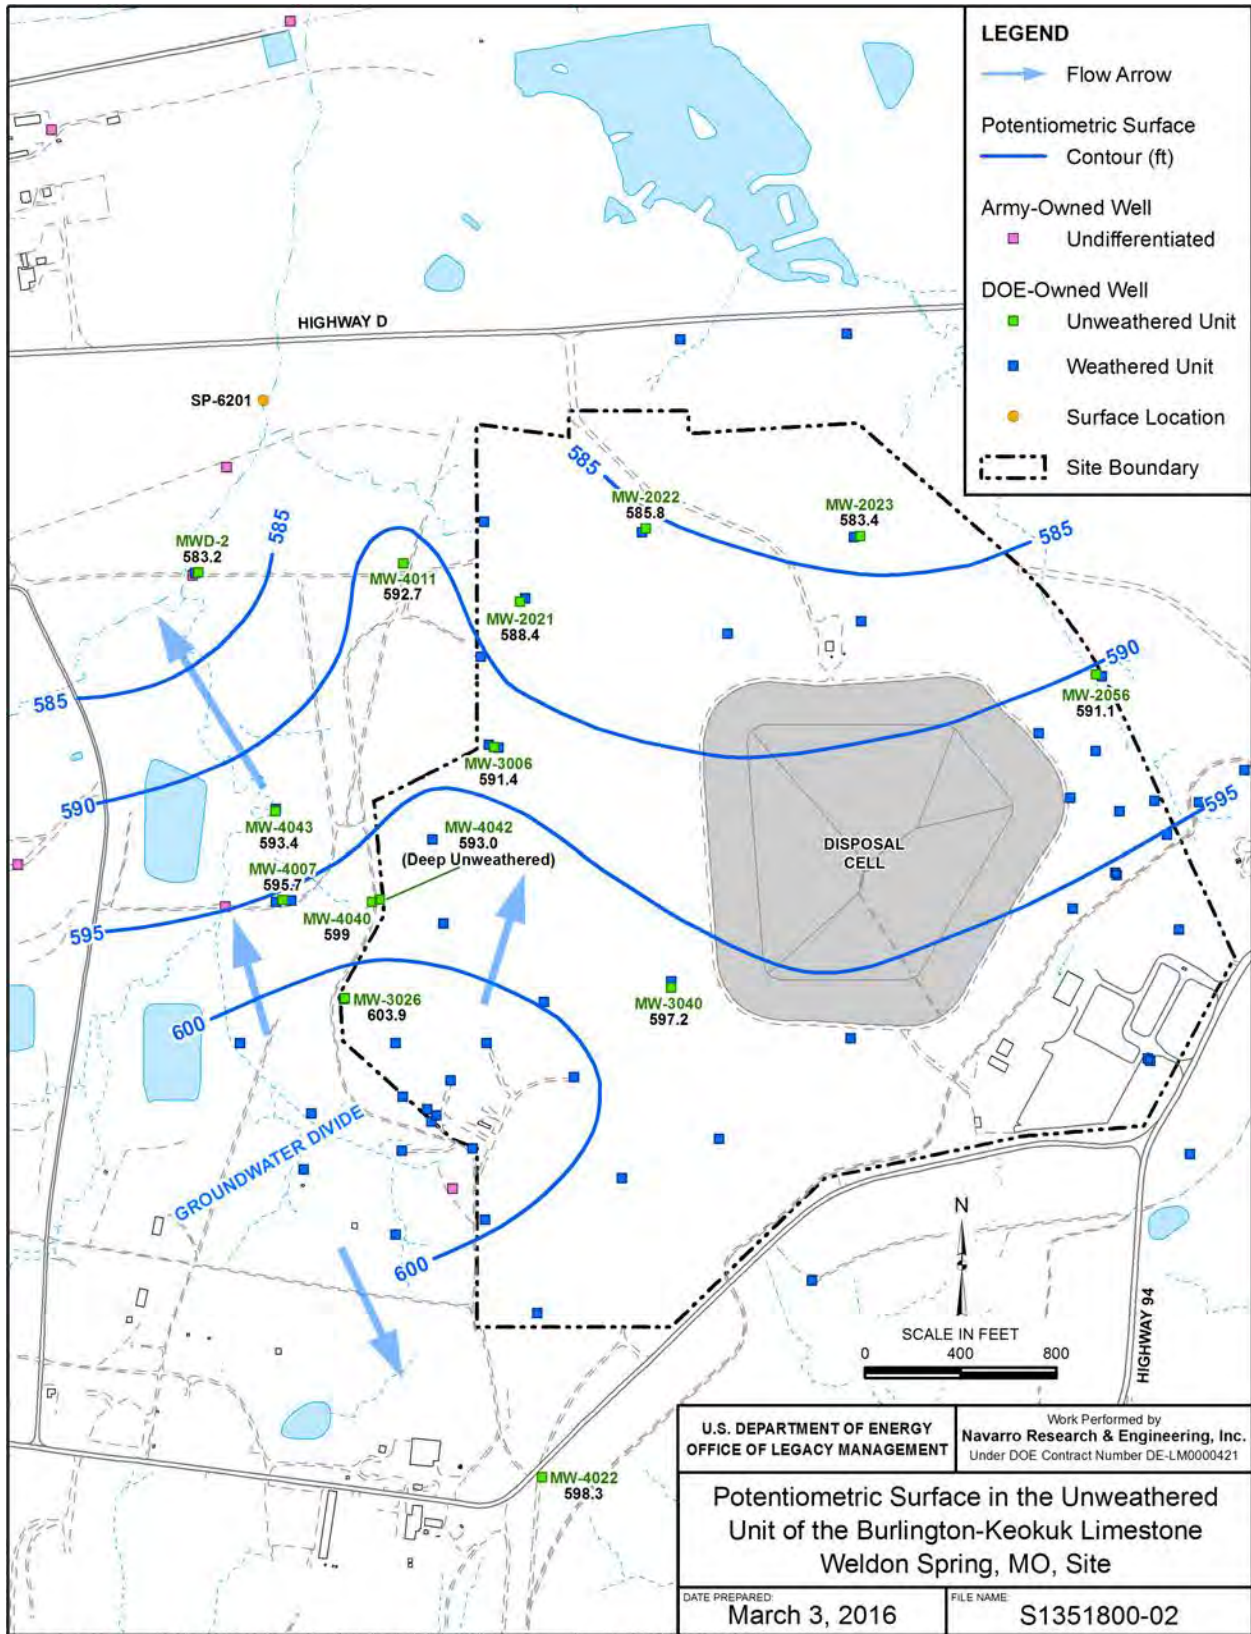 LEGEND
Flow Arrow
Potentiometric Surface
Contour (ft)
Army-Owned Well
Undifferentiated
DOE-Owned Well
Unweathered Unit
Weathered Unit
Surface Location
Site Boundary
HIGHWAY D
SP-6201
585
MW-2022
585.8
MW-2023
583.4
585
585
MWD-2
583.2
MW-4011
592.7
MW-2021
588.4
590
MW-2056
591.1
585
MW-3006
591.4
590
595
MW-4043
593.4
MW-4042
593.0
(Deep Unweathered)
DISPOSAL
CELL
MW-4007
595.7
MW-4040
599
595
MW-3026
603.9
MW-3040
597.2
600
GROUNDWATER DIVIDE
600
N
SCALE IN FEET
0 400 800
HIGHWAY 94
MW-4022
598.3
U.S. DEPARTMENT OF ENERGY
OFFICE OF LEGACY MANAGEMENT
Work Performed by
Navarro Research & Engineering, Inc.
Under DOE Contract Number DE-LM0000421
Potentiometric Surface in the Unweathered
Unit of the Burlington-Keokuk Limestone
Weldon Spring, MO, Site
DATE PREPARED:
March 3, 2016
FILE NAME:
S1351800-02